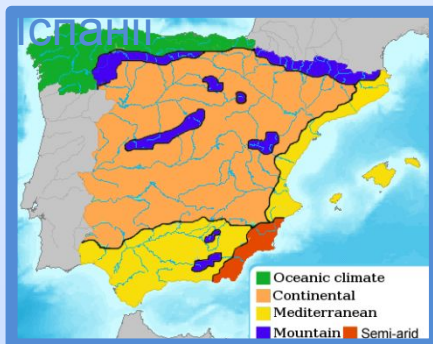 Іспанії
Oceanic climate
Continental
Mediterranean
Mountain Semi-arid